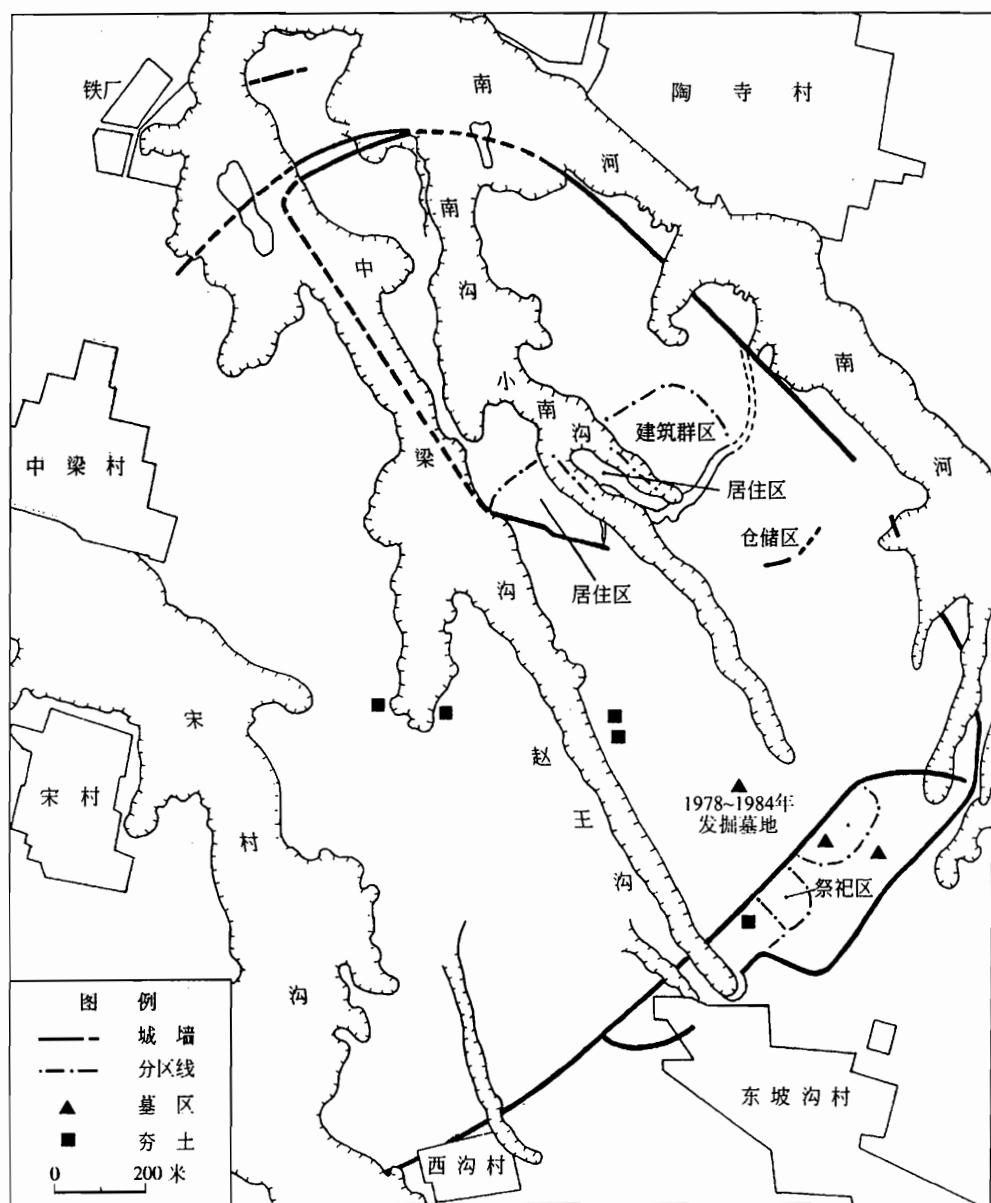 铁厂
南河
陶寺村
南沟
中梁沟
小南沟
南河
建筑群区
中梁村
居住区
仓储区
居住区
宋村沟
赵王沟
宋村
1978~1984年
发掘墓地
祭祀区
东坡沟村
西沟村
图 例
城 墙
分区线
墓 区
夯 土
0 200 米